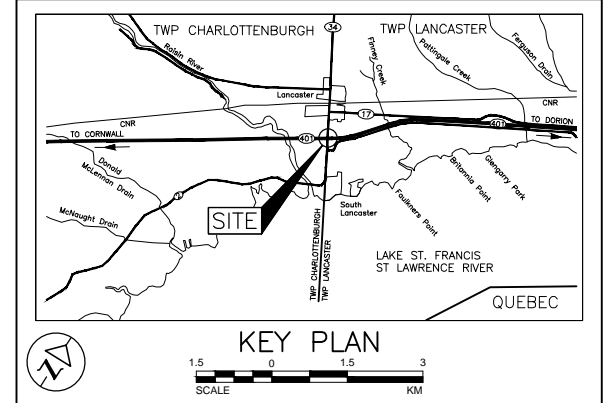 TWP CHARLOTTENBURGH
34
TWP LANCASTER
Raisin River
Finney Creek
Pattingale Creek
Ferguson Drain
Lancaster
CNR
17
CNR
TO CORNWALL
401
401
TO DORION
Donald
McLennan Drain
McNaught Drain
SITE
South
Lancaster
Faulkners Point
Britannia Point
Glengarry Park
TWP CHARLOTTENBURGH
TWP LANCASTER
LAKE ST. FRANCIS
ST LAWRENCE RIVER
QUEBEC
KEY PLAN
N
1.5
0
1.5
3
SCALE
KM